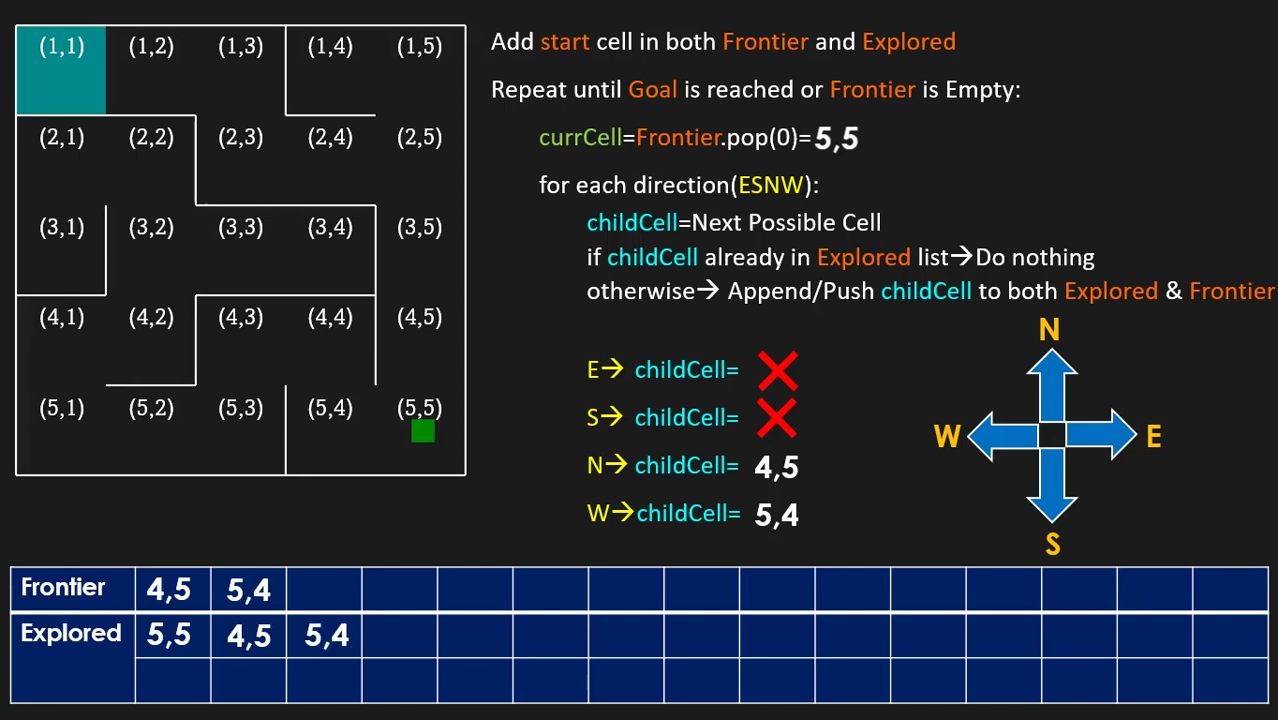 (1,1) (1,2) (1,3) (1,4) (1,5)
(2,1) (2,2) (2,3) (2,4) (2,5)
(3,1) (3,2) (3,3) (3,4) (3,5)
(4,1) (4,2) (4,3) (4,4) (4,5)
(5,1) (5,2) (5,3) (5,4) (5,5)
Add start cell in both Frontier and Explored
Repeat until Goal is reached or Frontier is Empty:
currCell=Frontier.pop(0)=5,5
for each direction(ESNW):
childCell=Next Possible Cell
if childCell already in Explored list→Do nothing
otherwise→ Append/Push childCell to both Explored & Frontier
E→ childCell=
S→ childCell=
N→ childCell= 4,5
W→childCell= 5,4
N
W E
S
Frontier 4,5 5,4
Explored 5,5 4,5 5,4